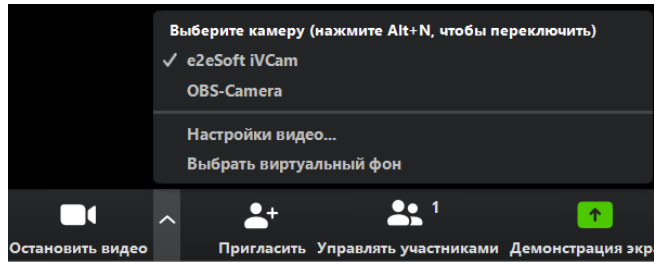 Выберите камеру (нажмите Alt+N, чтобы переключить)
✓ e2eSoft iVCam
OBS-Camera
Настройки видео...
Выбрать виртуальный фон
1
Остановить видео Пригласить Управлять участниками Демонстрация экр